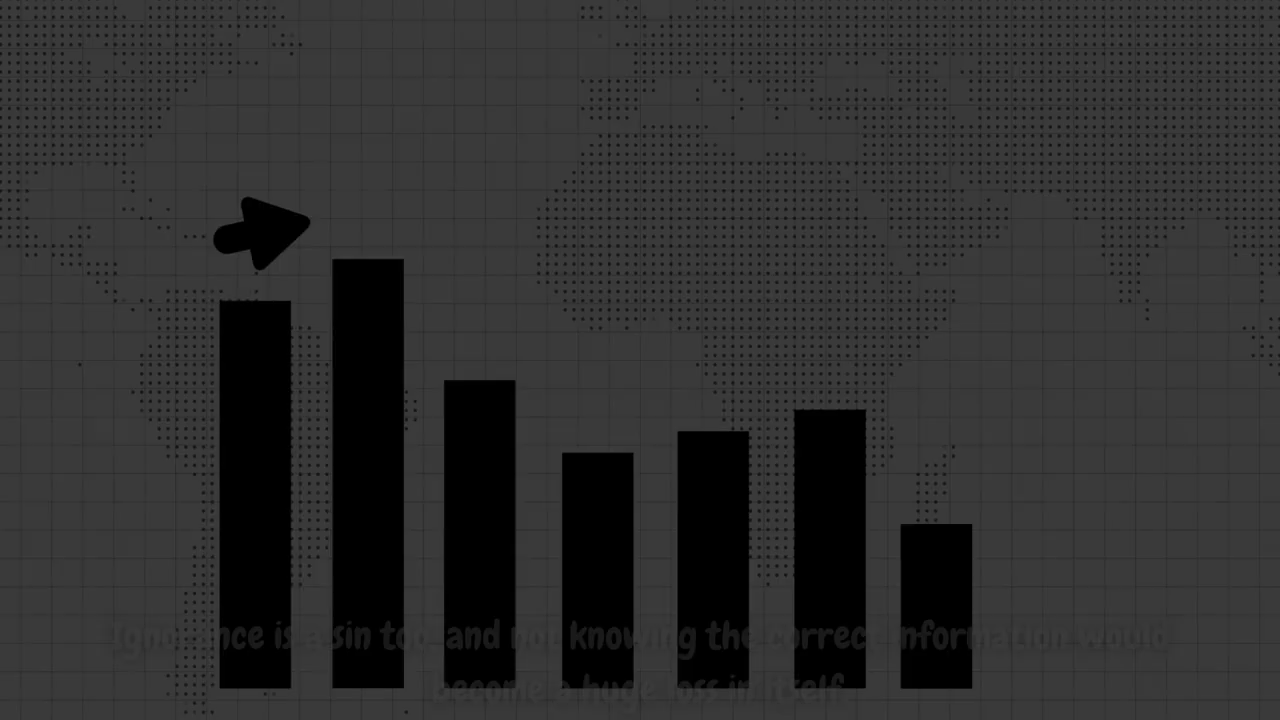 Ignorance is a sin too, and not knowing the correct information would
become a huge loss in itself.